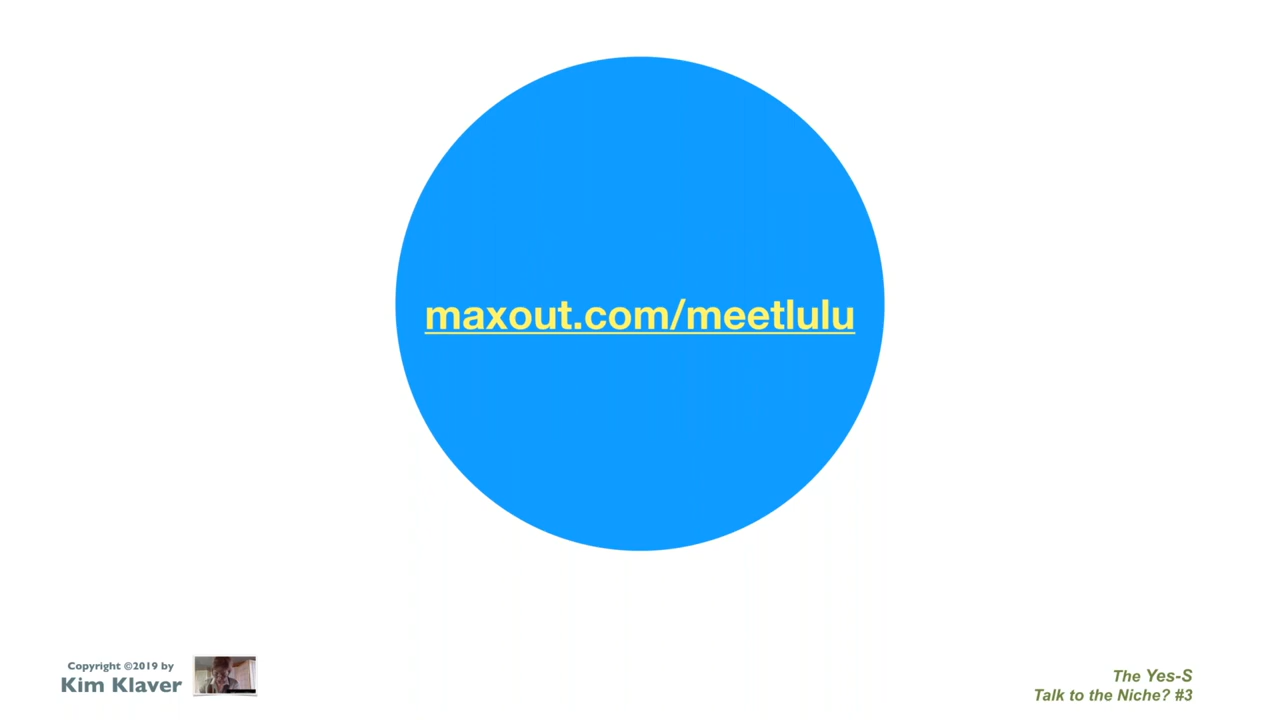 maxout.com/meetlulu
Copyright ©2019 by
Kim Klaver
The Yes-S
Talk to the Niche? #3